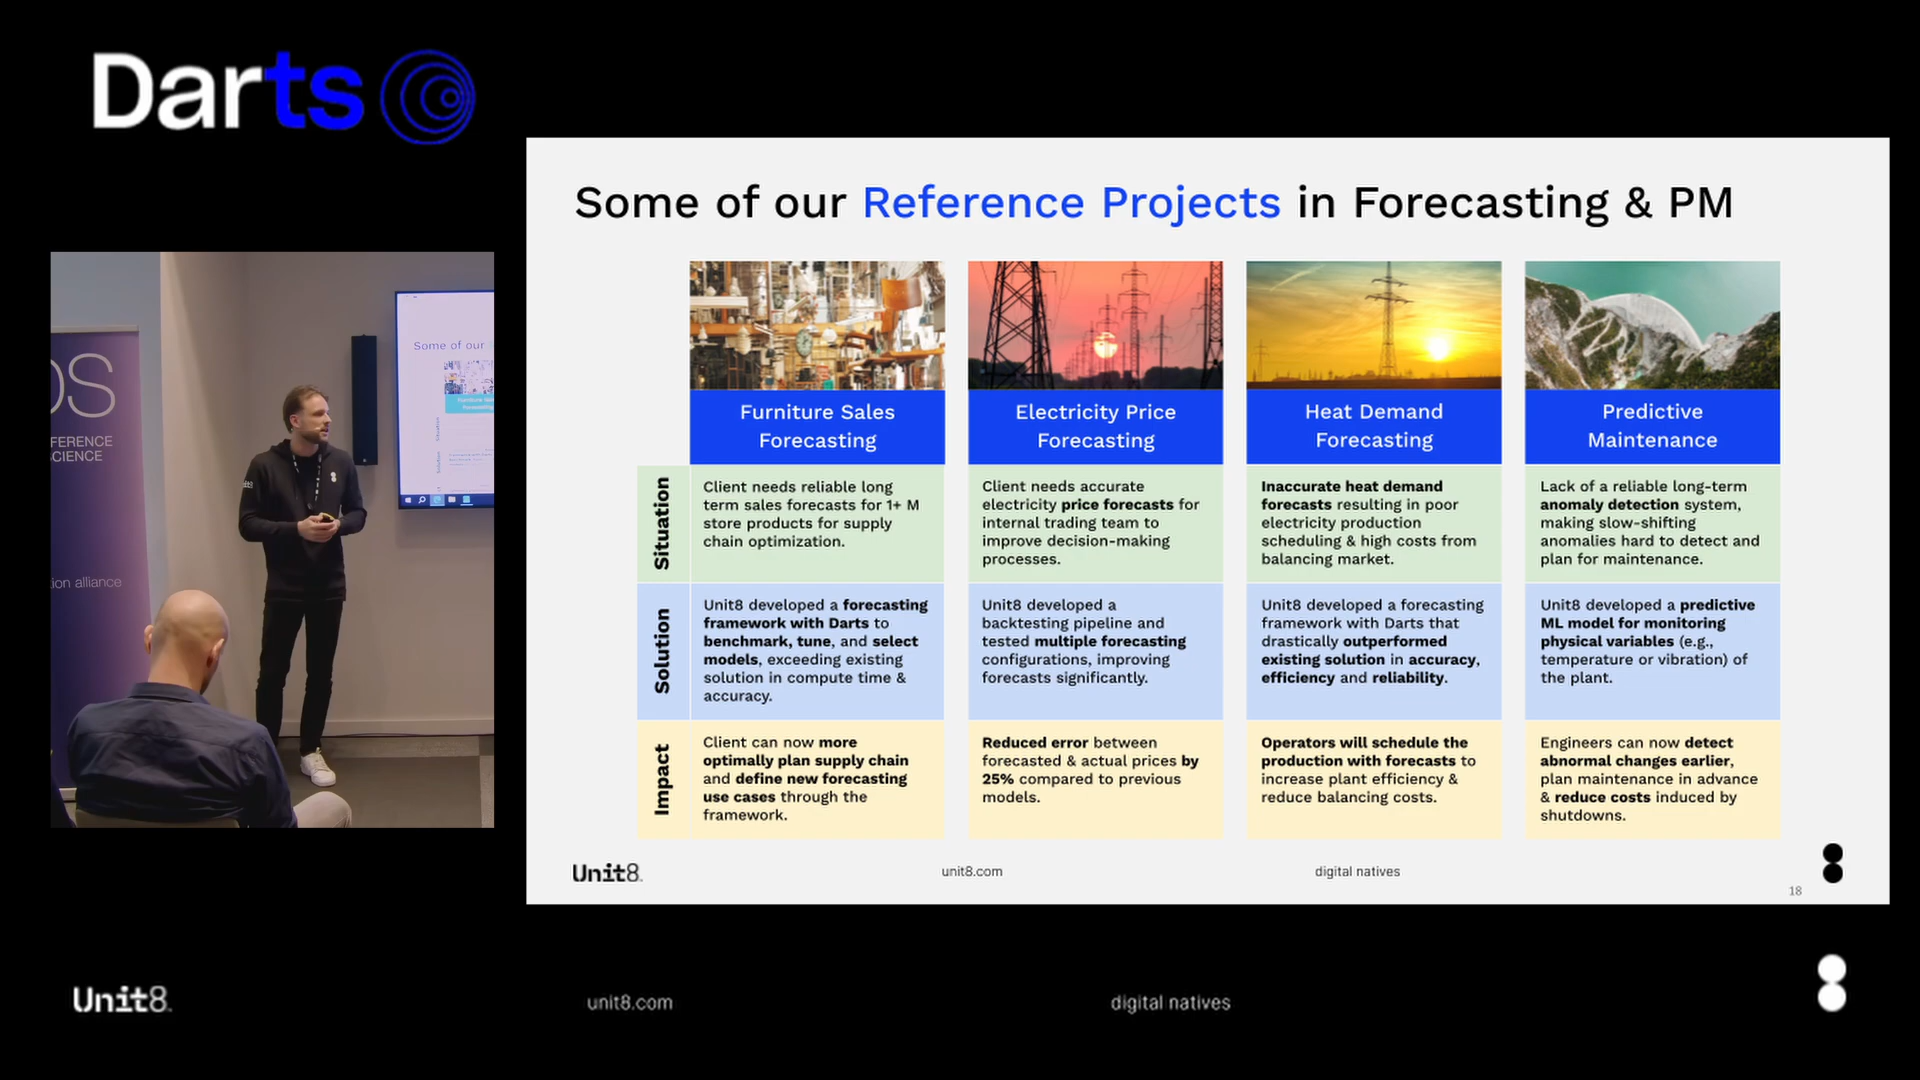 Darts
OS
FERENCE
CIENCE
ion alliance
Some of our
Some of our Reference Projects in Forecasting & PM
Furniture Sales
Forecasting
Electricity Price
Forecasting
Heat Demand
Forecasting
Predictive
Maintenance
Situation
Client needs reliable long
term sales forecasts for 1+ M
store products for supply
chain optimization.
Client needs accurate
electricity price forecasts for
internal trading team to
improve decision-making
processes.
Inaccurate heat demand
forecasts resulting in poor
electricity production
scheduling & high costs from
balancing market.
Lack of a reliable long-term
anomaly detection system,
making slow-shifting
anomalies hard to detect and
plan for maintenance.
Solution
Unit8 developed a forecasting
framework with Darts to
benchmark, tune, and select
models, exceeding existing
solution in compute time &
accuracy.
Unit8 developed a
backtesting pipeline and
tested multiple forecasting
configurations, improving
forecasts significantly.
Unit8 developed a forecasting
framework with Darts that
drastically outperformed
existing solution in accuracy,
efficiency and reliability.
Unit8 developed a predictive
ML model for monitoring
physical variables (e.g.,
temperature or vibration) of
the plant.
Impact
Client can now more
optimally plan supply chain
and define new forecasting
use cases through the
framework.
Reduced error between
forecasted & actual prices by
25% compared to previous
models.
Operators will schedule the
production with forecasts to
increase plant efficiency &
reduce balancing costs.
Engineers can now detect
abnormal changes earlier,
plan maintenance in advance
& reduce costs induced by
shutdowns.
Unit8.
unit8.com
digital natives
18
Unit8.
unit8.com
digital natives